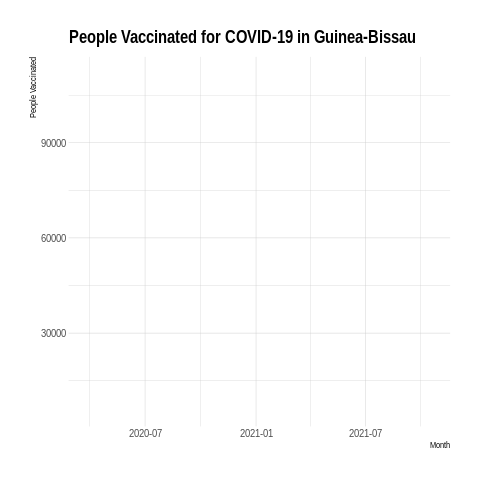 People Vaccinated for COVID-19 in Guinea-Bissau
People Vaccinated
90000
60000
30000
2020-07 2021-01 2021-07
Month